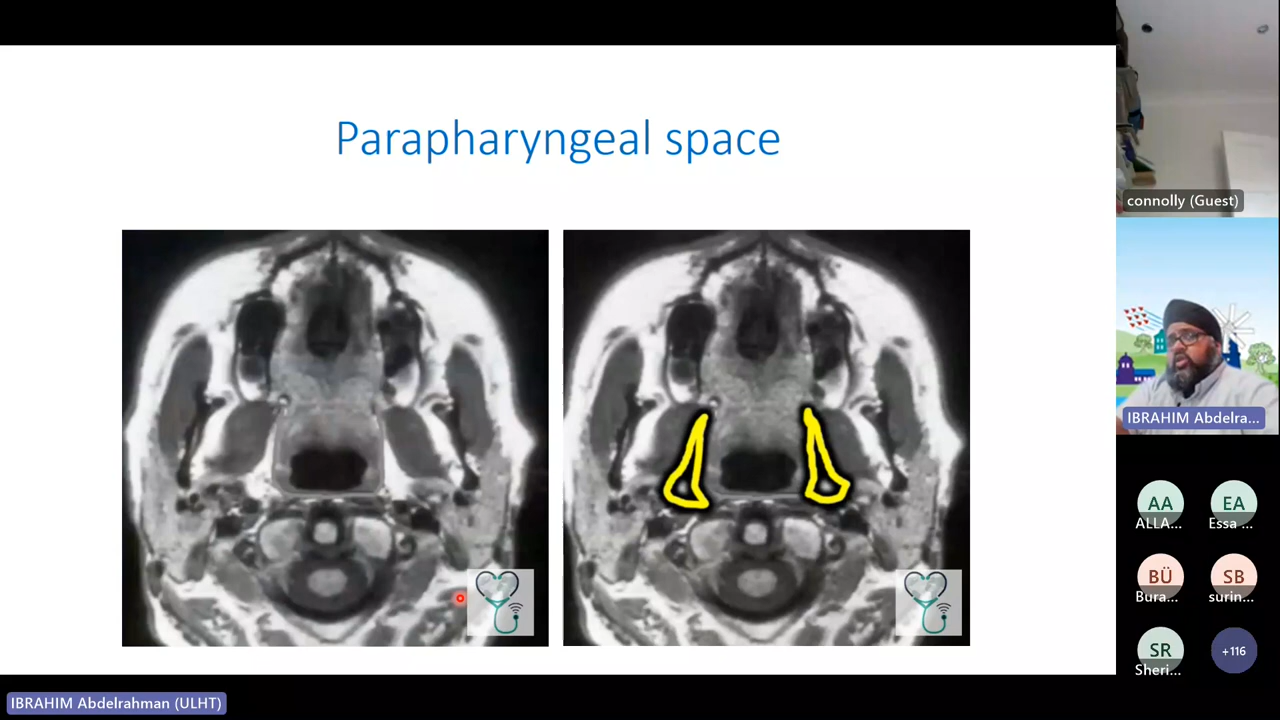 Parapharyngeal space
connolly (Guest)
IBRAHIM Abdelra...
AA
ALLA...
EA
Essa ...
BÜ
Bura...
SB
surin...
SR
Sheri...
+116
IBRAHIM Abdelrahman (ULHT)